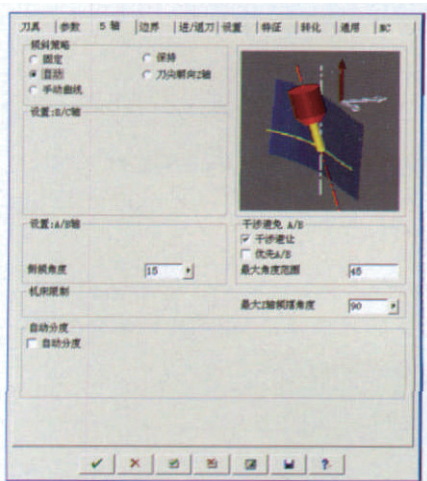 刀具 参数 5 轴 边界 进/退刀 设置 特征 转化 通用 NC
倾斜策略
固定 保持
自动 刀尖朝向Z轴
手动曲线
设置:B/C轴
设置:A/B轴
侧倾角度 15
干涉避免 A/B
干涉避让
优先A/B
最大角度范围 45
机床限制
最大Z轴倾摆角度 90
自动分度
自动分度